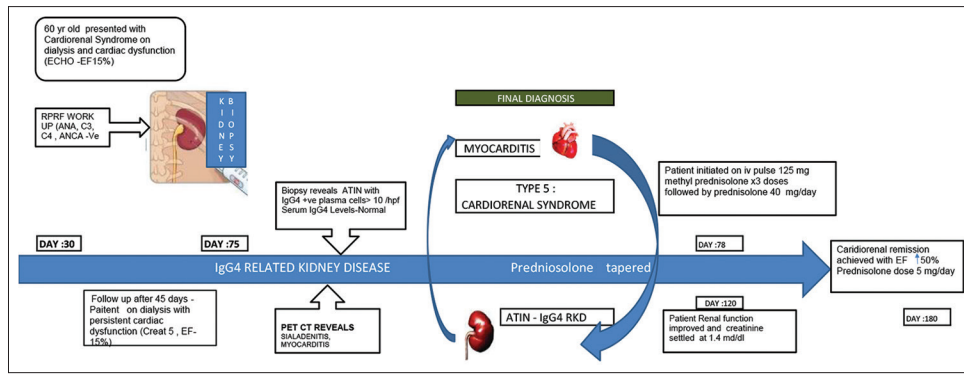 60 yr old  presented with
Cardiorenal Syndrome on
dialysis and cardiac dysfunction
(ECHO -EF15%)
RPRF WORK
UP (ANA, C3,
C4 , ANCA -Ve
KIDNEY
BIOPSY
Biopsy reveals  ATIN with
IgG4 +ve plasma cells> 10 /hpf
Serum IgG4 Levels-Normal
FINAL DIAGNOSIS
MYOCARDITIS
TYPE 5 :
CARDIORENAL SYNDROME
Patient initiated on iv pulse 125 mg
methyl prednisolone x3 doses
followed by prednisolone 40  mg/day
DAY :30
DAY :75
DAY :78
IgG4 RELATED KIDNEY DISEASE
Predniosolone   tapered
Caridiorenal remission
achieved with EF ↑50%
Prednisolone dose 5 mg/day
Follow up after 45 days -
Paitent  on dialysis with
persistent cardiac
dysfunction (Creat 5 , EF-
15%)
PET CT REVEALS
SIALADENITIS,
MYOCARDITIS
ATIN - IgG4 RKD
DAY :120
Patient Renal function
improved and  creatinine
settled  at 1.4 md/dl
DAY :180